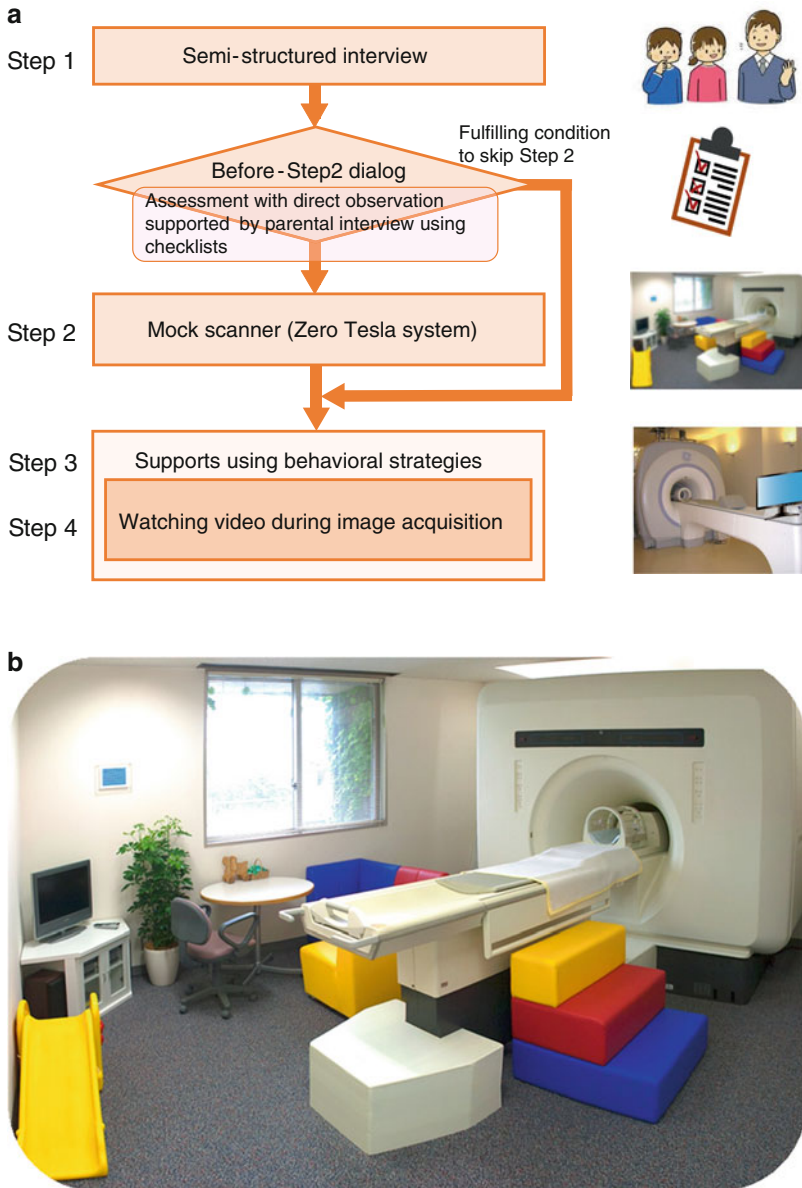 a
Step 1
Semi-structured interview
Before-Step2 dialog
Fulfilling condition
to skip Step 2
Assessment with direct observation
supported by parental interview using
checklists
Step 2
Mock scanner (Zero Tesla system)
Step 3
Supports using behavioral strategies
Step 4
Watching video during image acquisition
b